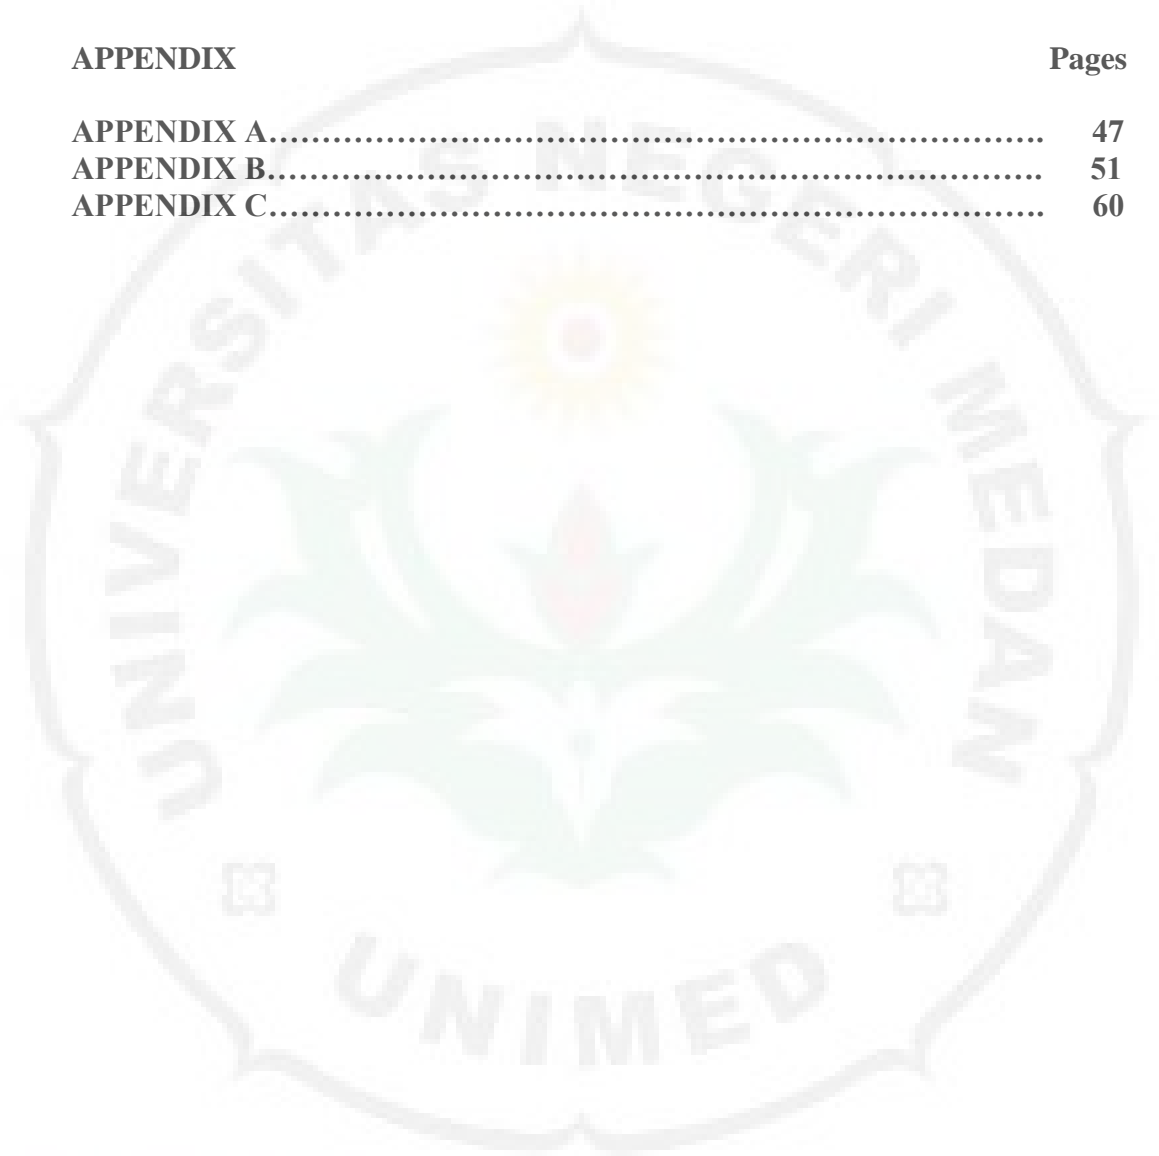 APPENDIX Pages
APPENDIX A……………………………………………………………….. 47
APPENDIX B………………………………………………………………. 51
APPENDIX C……………………………………………………………….. 60
UNIVERSITAS NEGERI MEDAN
UNIMED